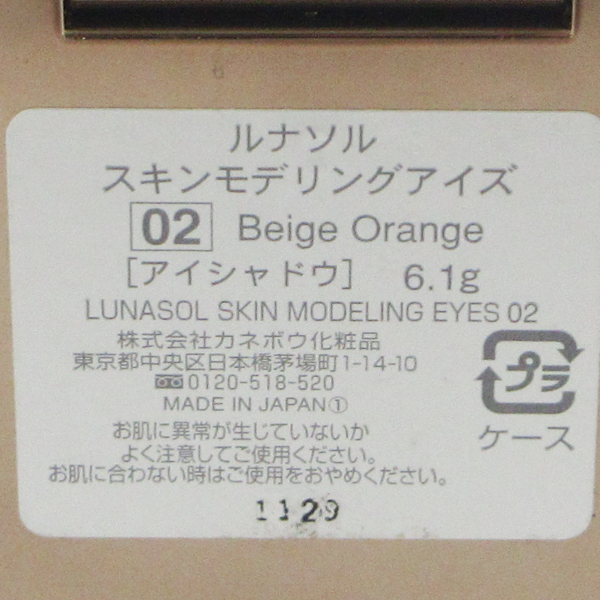 ルナソル
スキンモデリングアイズ
02 Beige Orange
[アイシャドウ] 6.1g
LUNASOL SKIN MODELING EYES 02
株式会社カネボウ化粧品
東京都中央区日本橋茅場町1-14-10
0120-518-520
MADE IN JAPAN①
プラ
ケース
お肌に異常が生じていないか
よく注意してご使用ください。
お肌に合わない時はご使用をおやめください。
1129